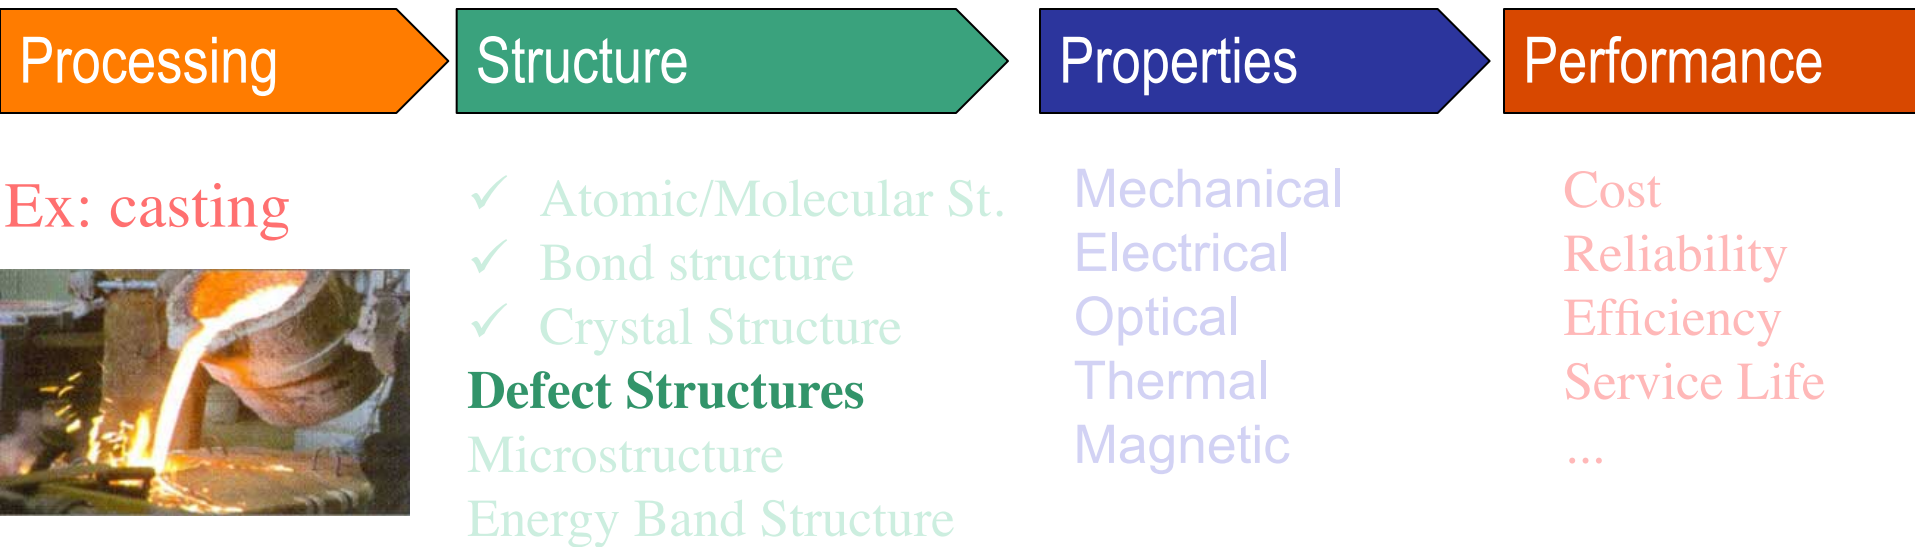 Processing
Structure
Properties
Performance
Ex: casting
✓ Atomic/Molecular St.
✓ Bond structure
✓ Crystal Structure
Defect Structures
Microstructure
Energy Band Structure
Mechanical
Electrical
Optical
Thermal
Magnetic
Cost
Reliability
Efficiency
Service Life
...